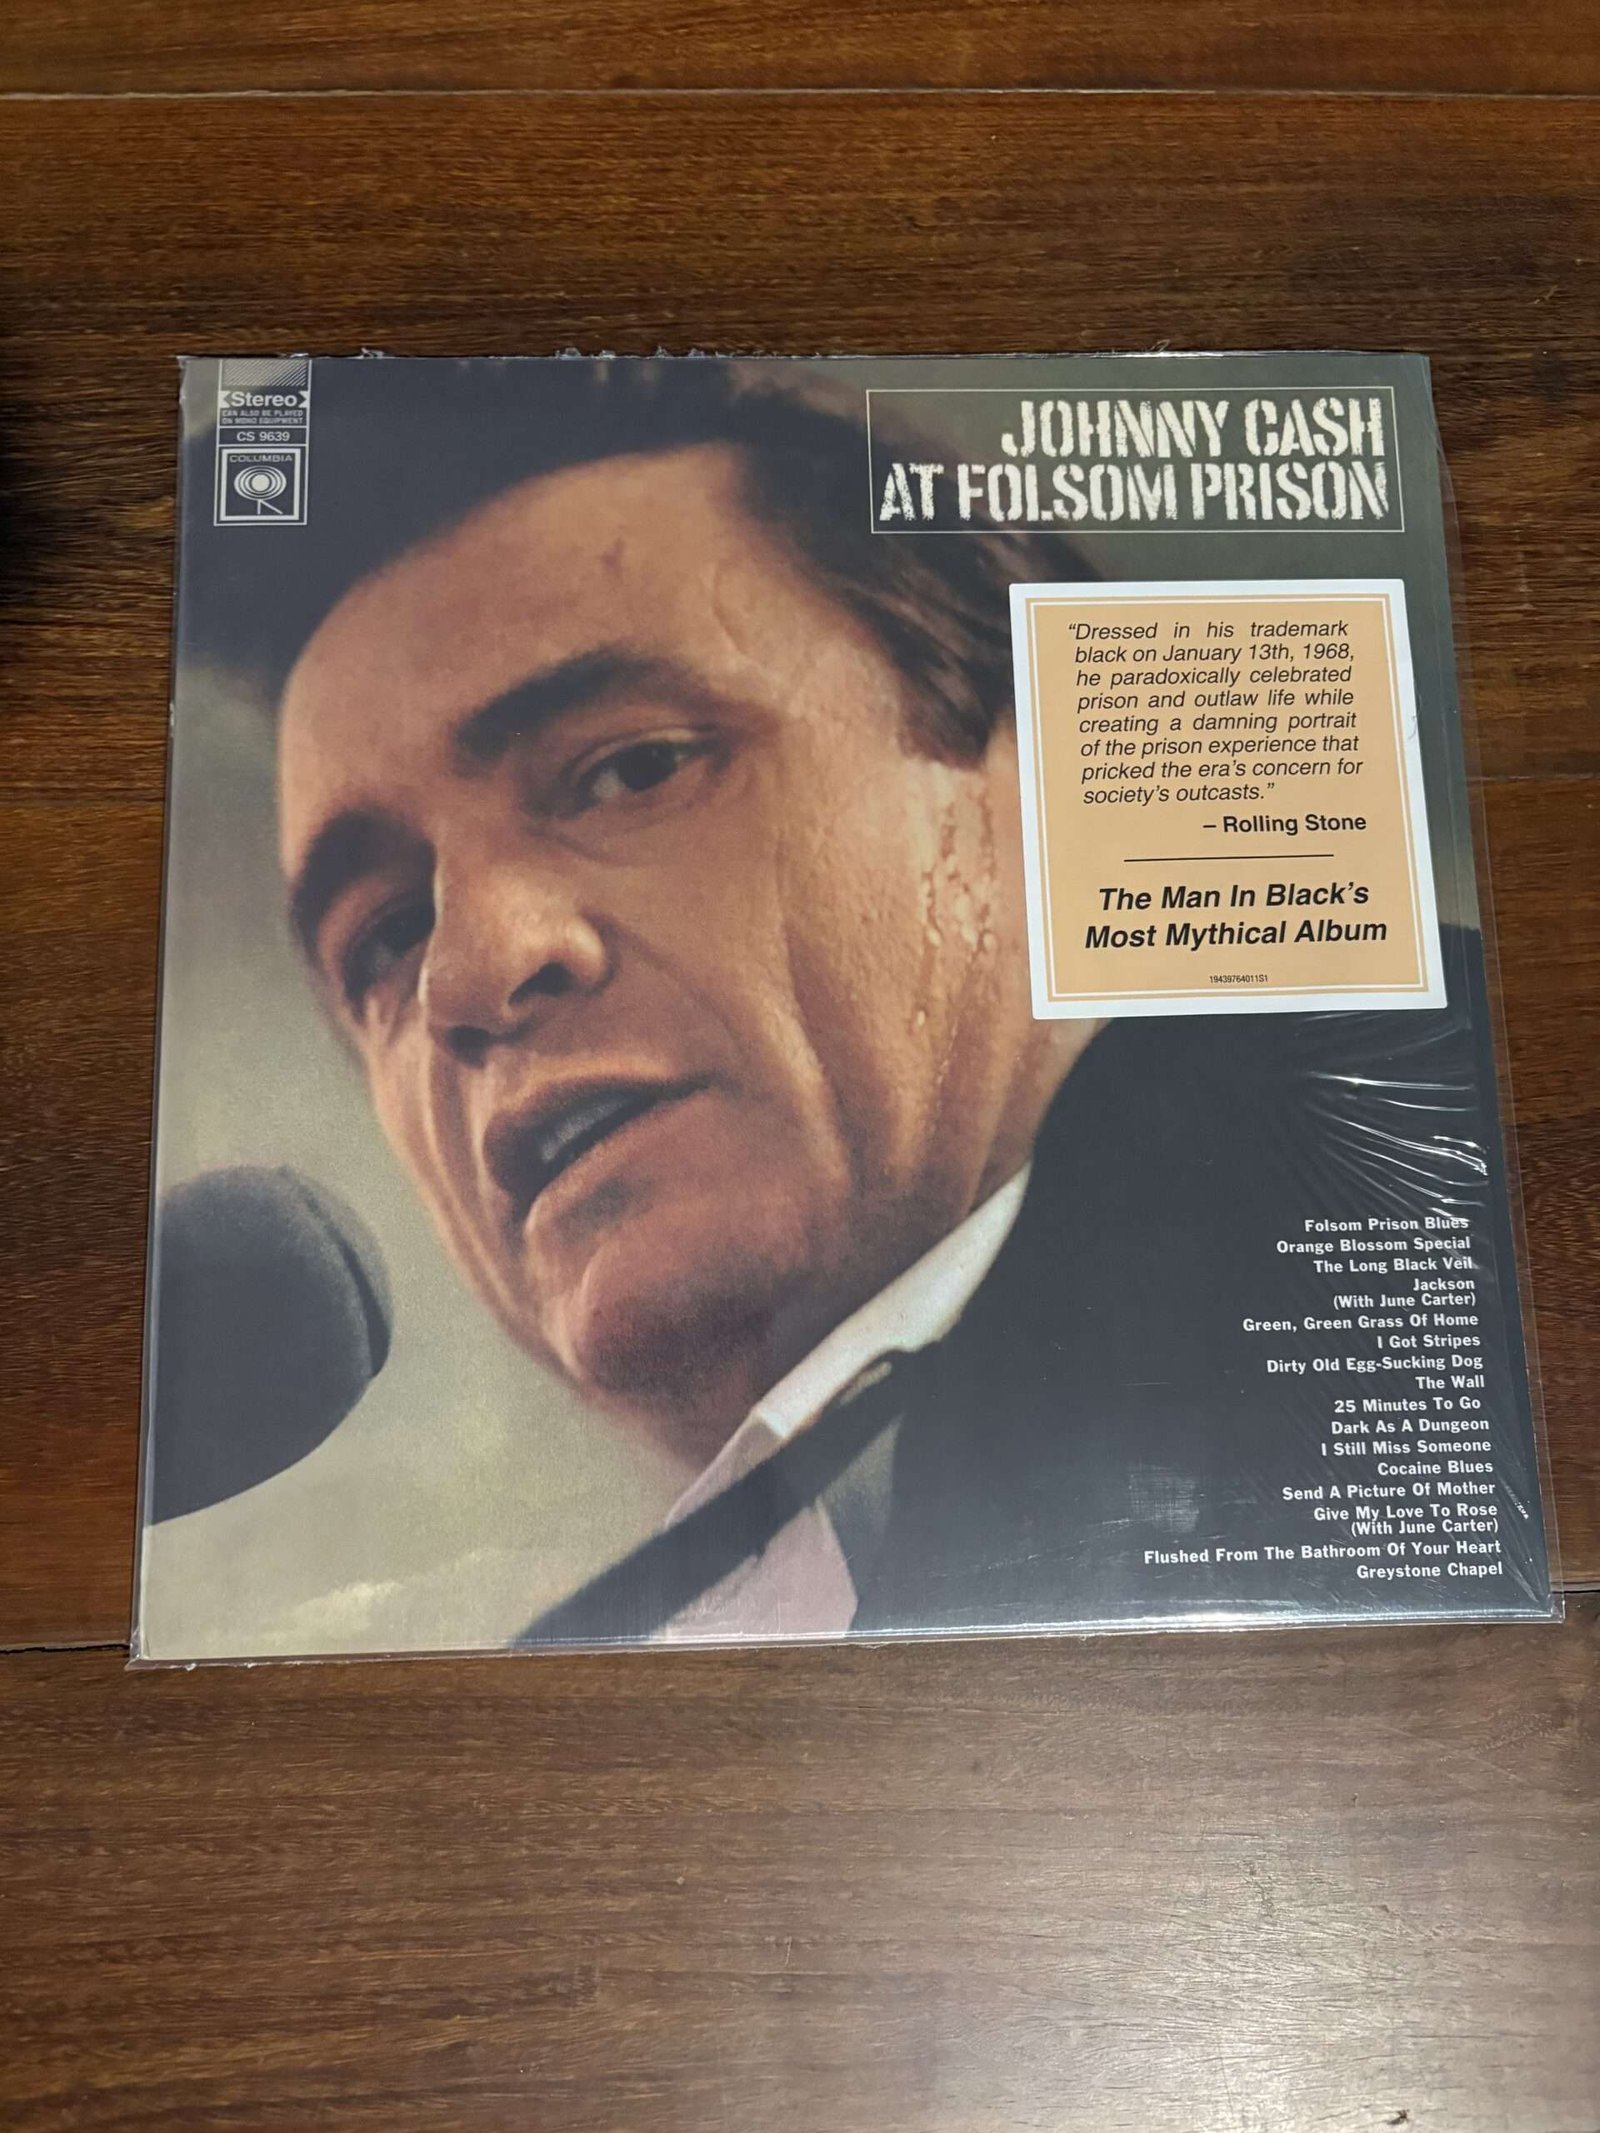 Stereo
CAN ALSO BE PLAYED
ON MONO EQUIPMENT
CS 9639
COLUMBIA
JOHNNY CASH
AT FOLSOM PRISON
“Dressed in his trademark
black on January 13th, 1968,
he paradoxically celebrated
prison and outlaw life while
creating a damning portrait
of the prison experience that
pricked the era’s concern for
society’s outcasts.”
– Rolling Stone
The Man In Black’s
Most Mythical Album
19439764011S1
Folsom Prison Blues
Orange Blossom Special
The Long Black Veil
Jackson
(With June Carter)
Green, Green Grass Of Home
I Got Stripes
Dirty Old Egg-Sucking Dog
The Wall
25 Minutes To Go
Dark As A Dungeon
I Still Miss Someone
Cocaine Blues
Send A Picture Of Mother
Give My Love To Rose
(With June Carter)
Flushed From The Bathroom Of Your Heart
Greystone Chapel